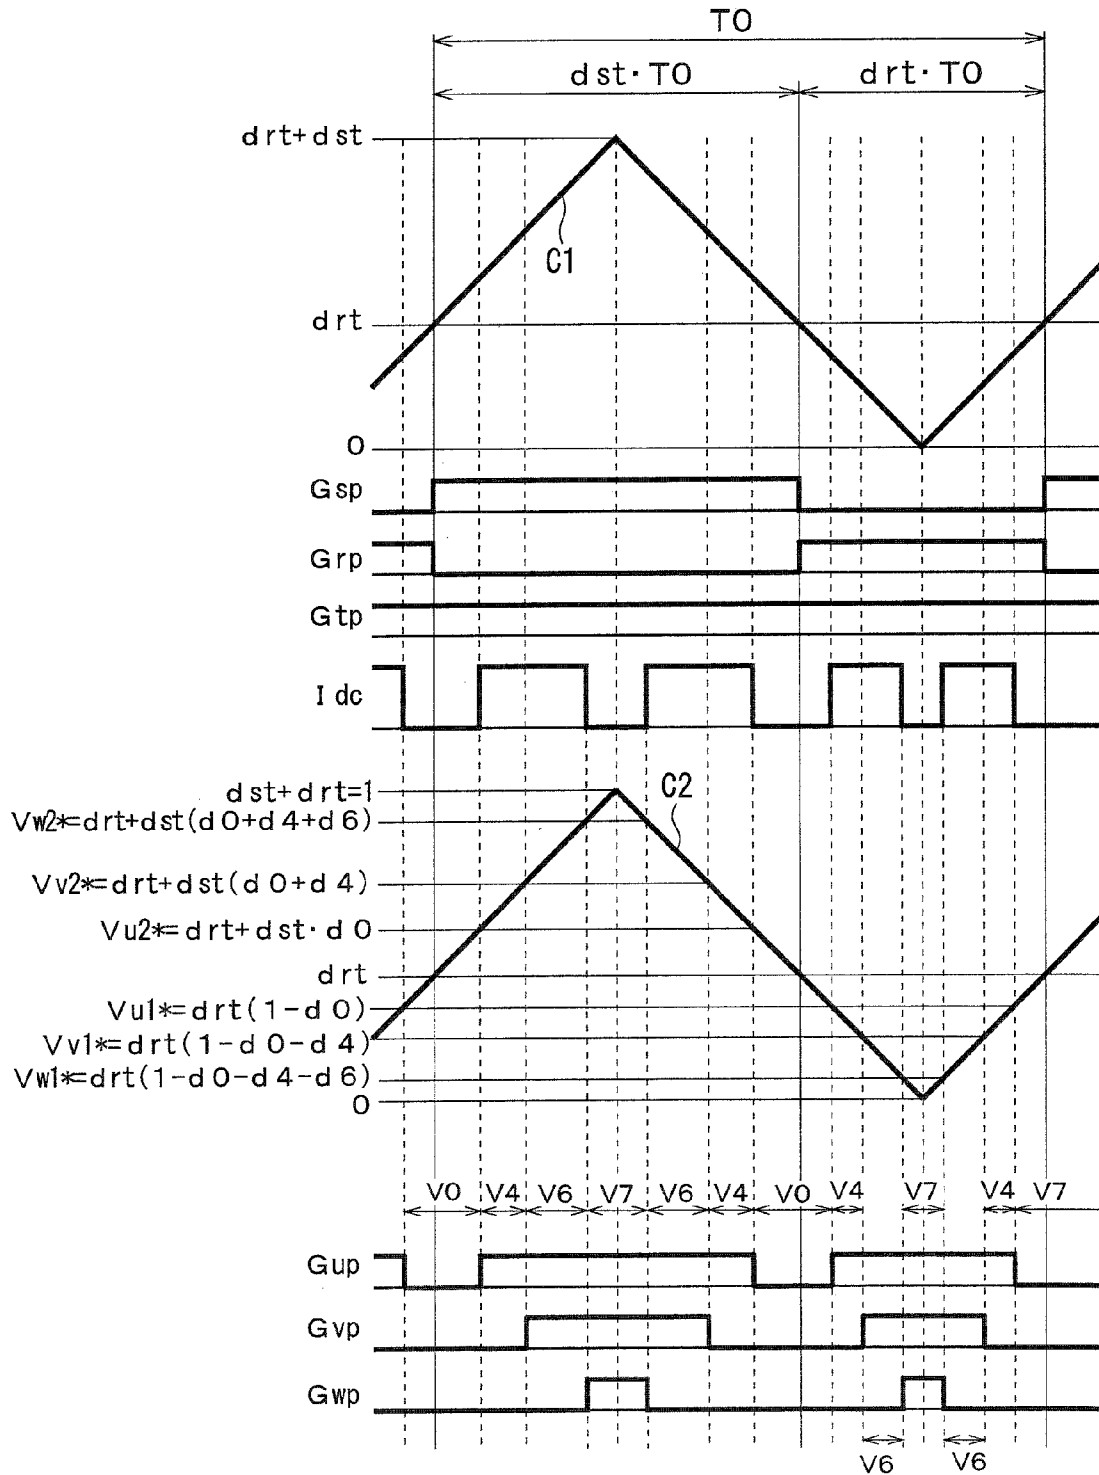 T0
dst·T0 drt·T0
drt+dst
C1
drt
0
Gsp
Grp
Gtp
Idc
dst+drt=1
C2
Vw2*=drt+dst(d0+d4+d6)
Vv2*=drt+dst(d0+d4)
Vu2*=drt+dst·d0
drt
Vu1*=drt(1-d0)
Vv1*=drt(1-d0-d4)
Vw1*=drt(1-d0-d4-d6)
0
V0 V4 V6 V7 V6 V4 V0 V4 V7 V4 V7
Gup
Gvp
Gwp
V6 V6